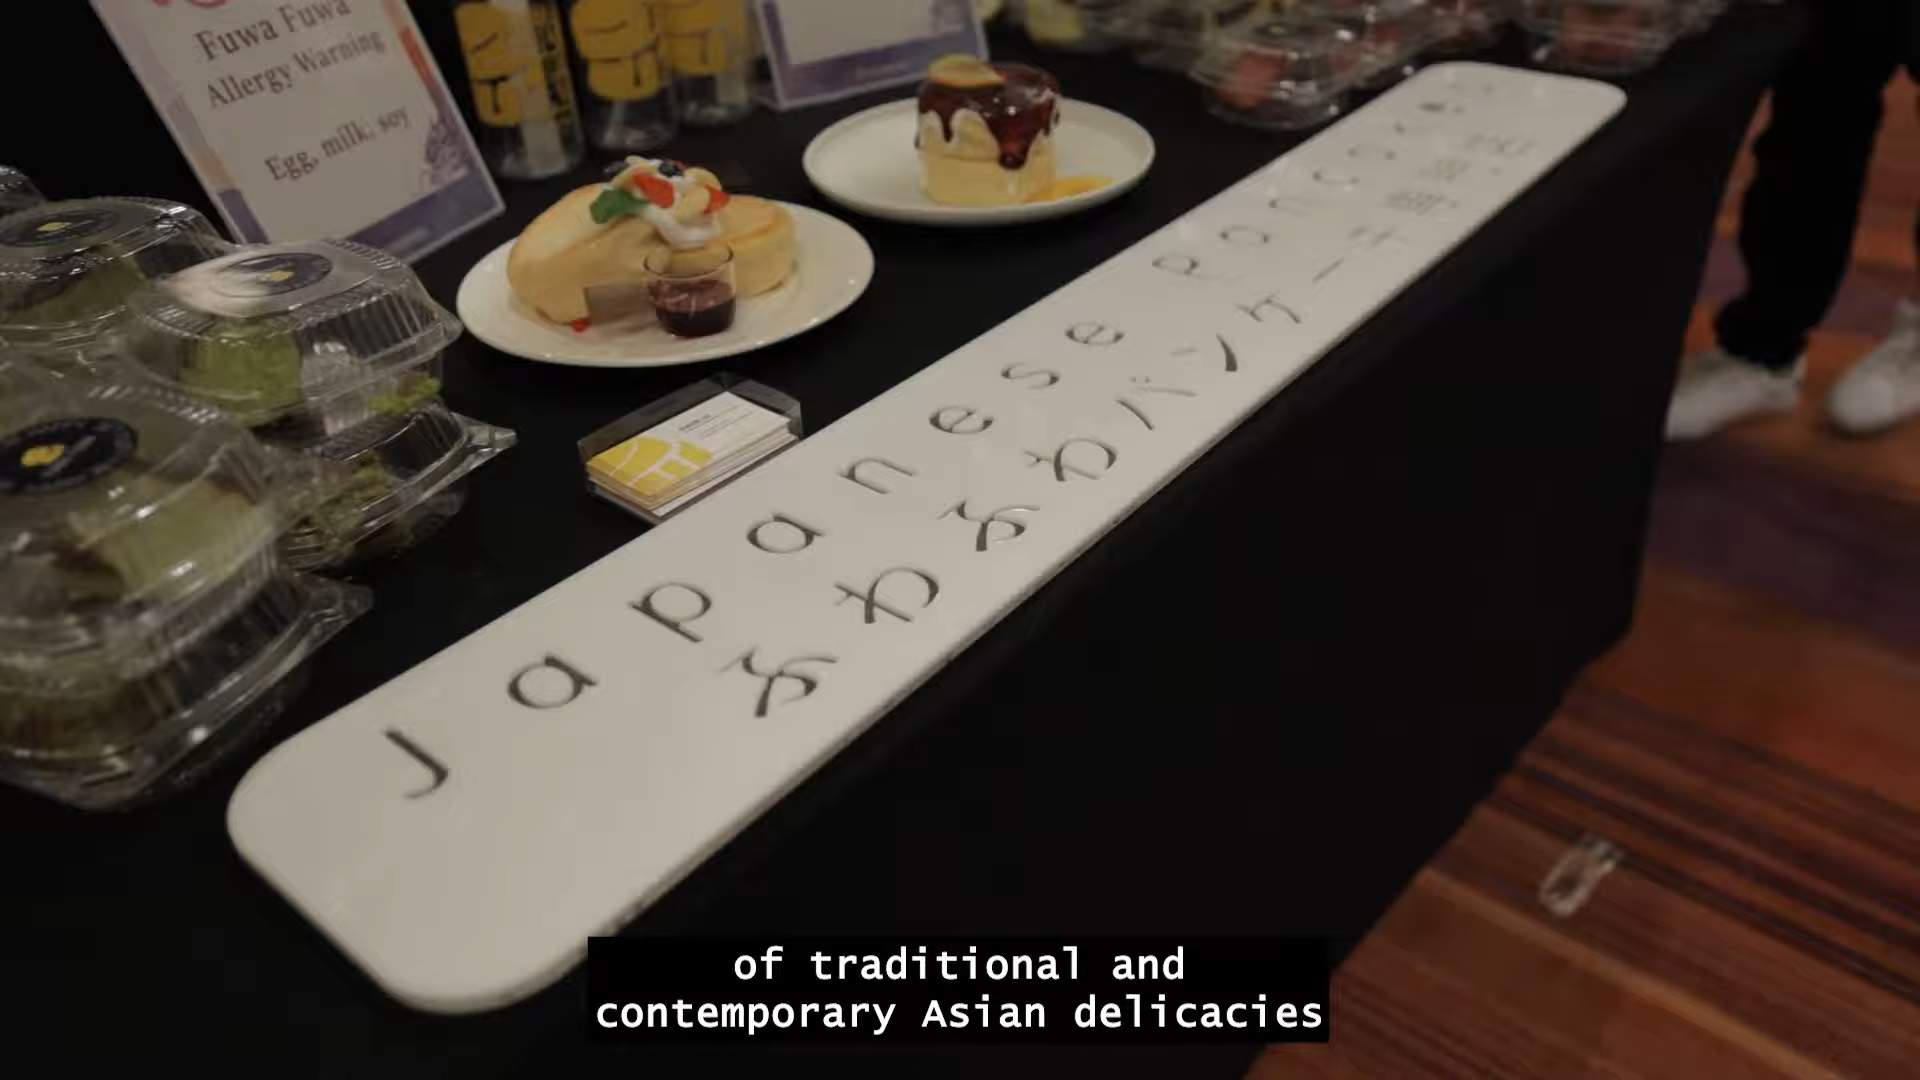 Fuwa Fuwa
Allergy Warning
Egg, milk, soy
Japanese Pancake
ふわふわパンケーキ
of traditional and
contemporary Asian delicacies